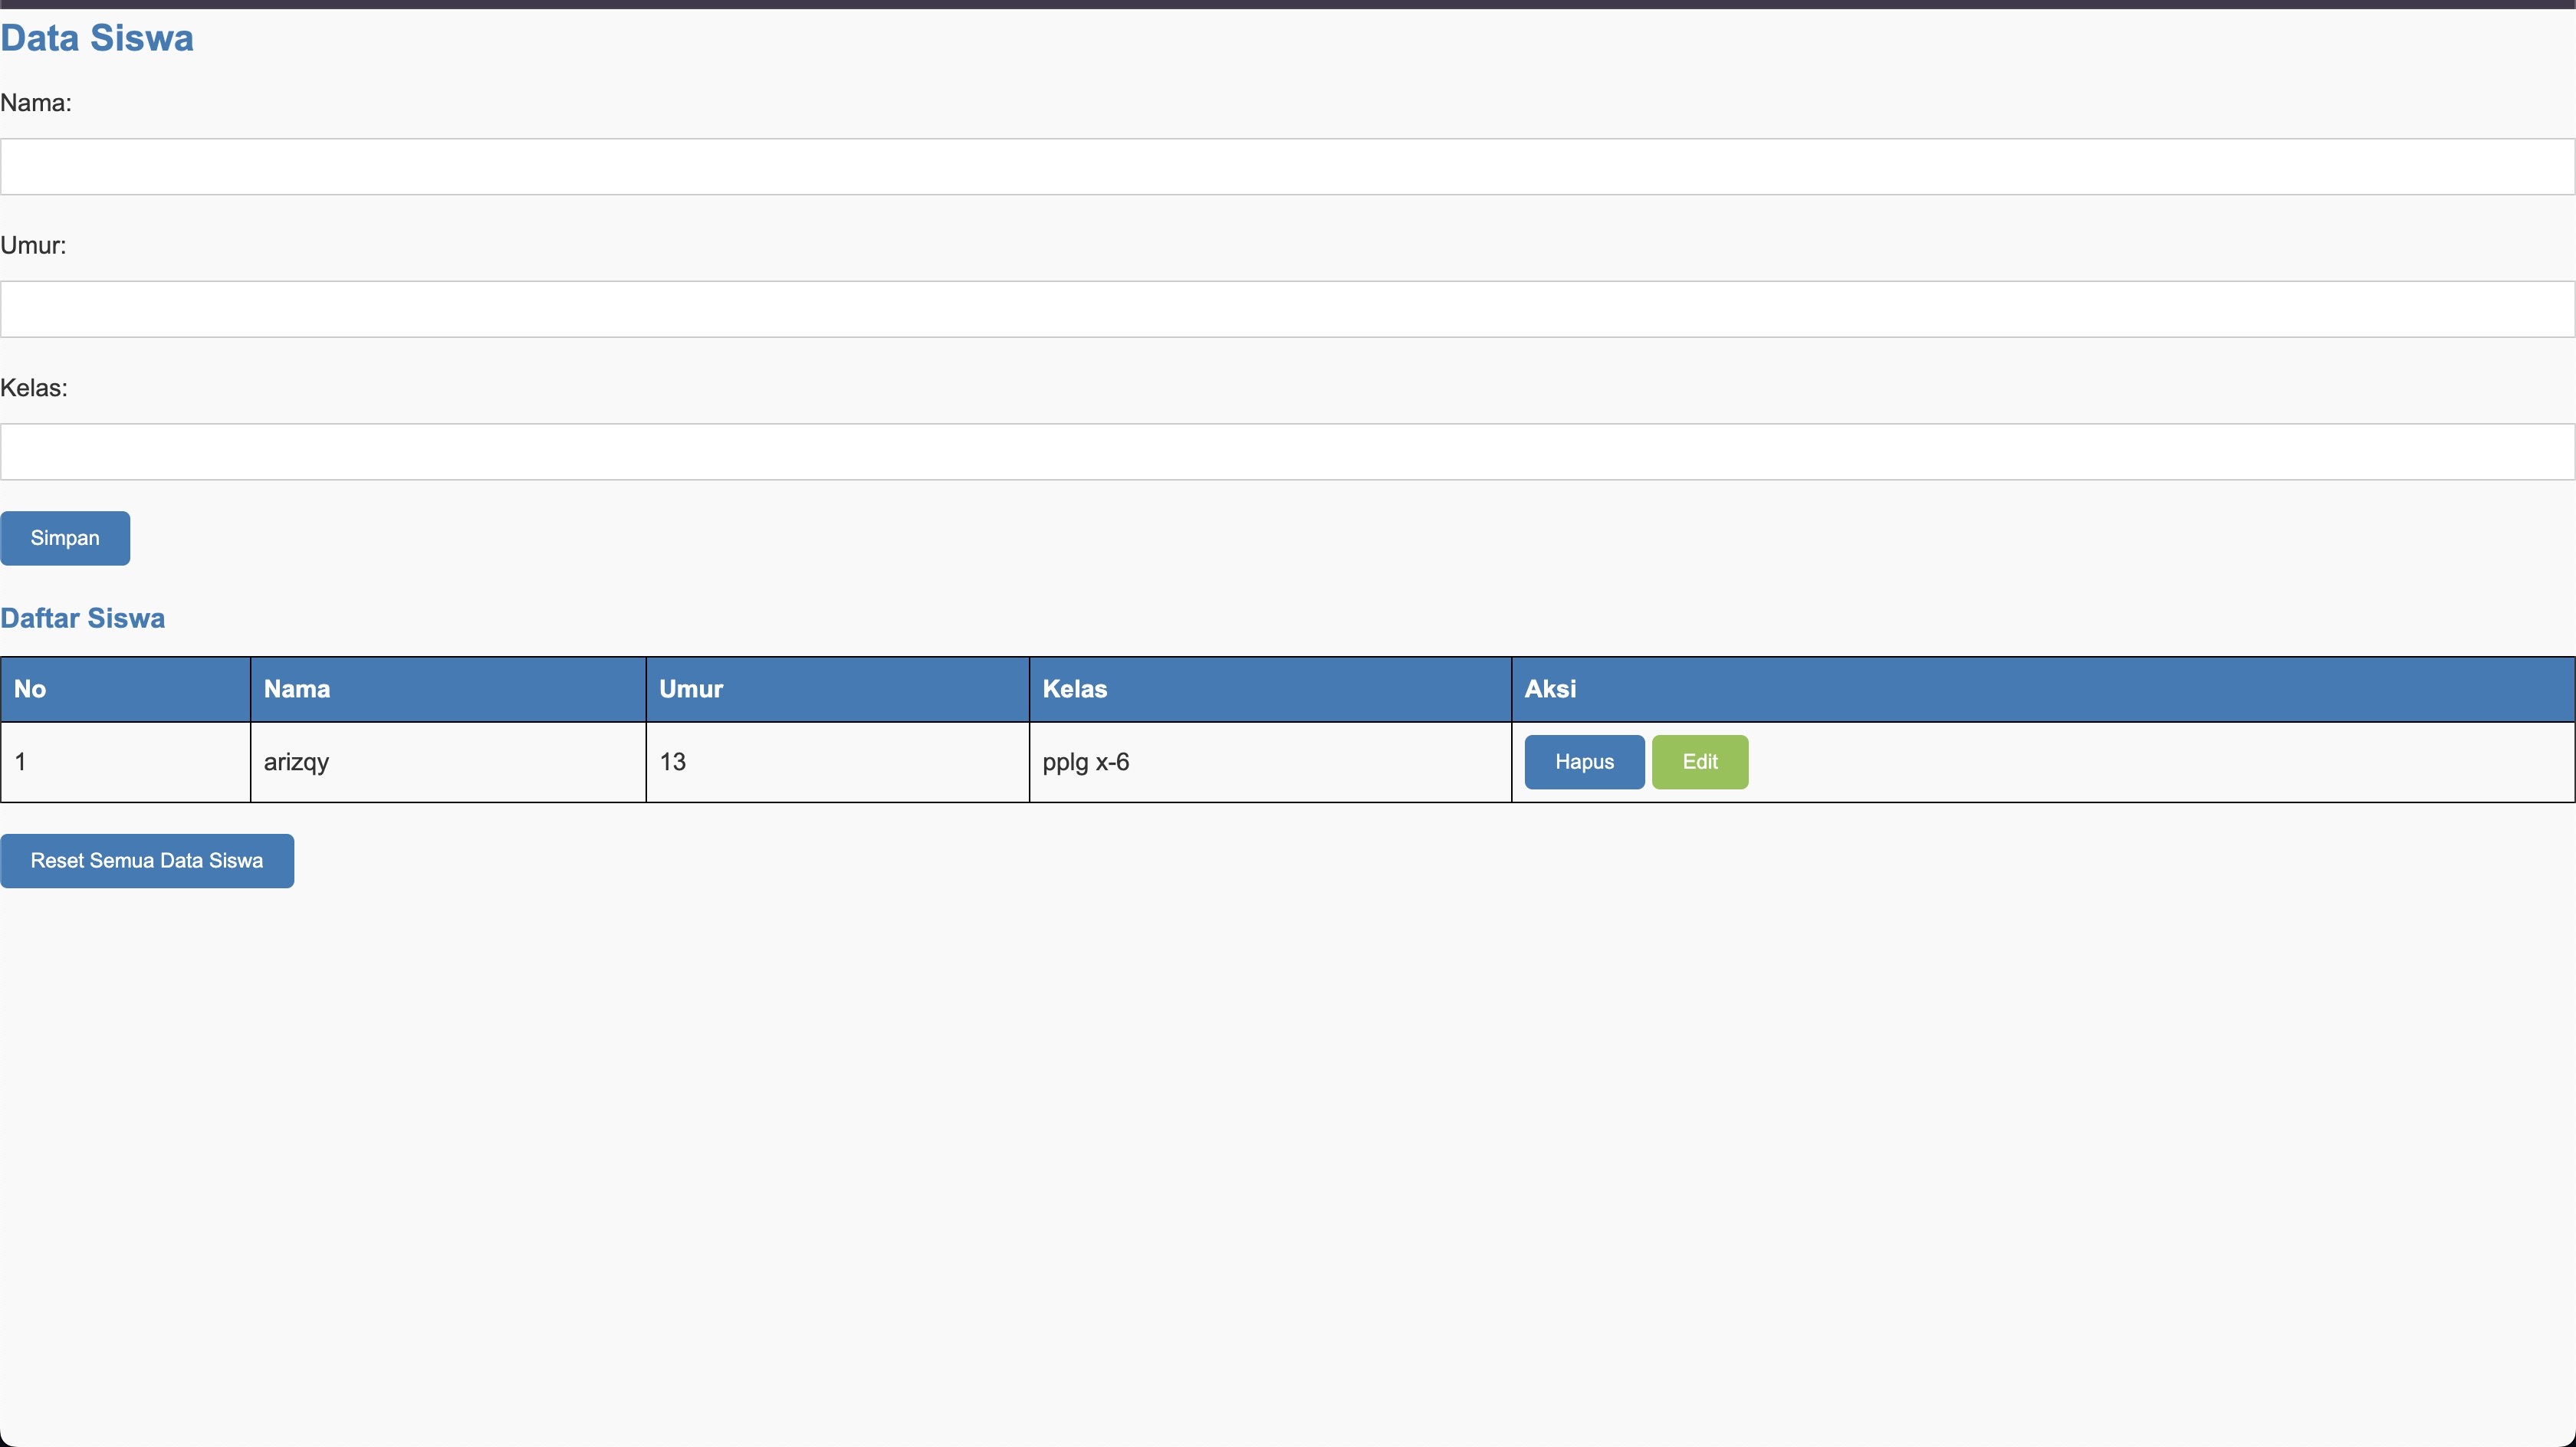 Data Siswa
Nama:
Umur:
Kelas:
Simpan
Daftar Siswa
No Nama Umur Kelas Aksi
1 arizqy 13 pplg x-6 Hapus Edit
Reset Semua Data Siswa